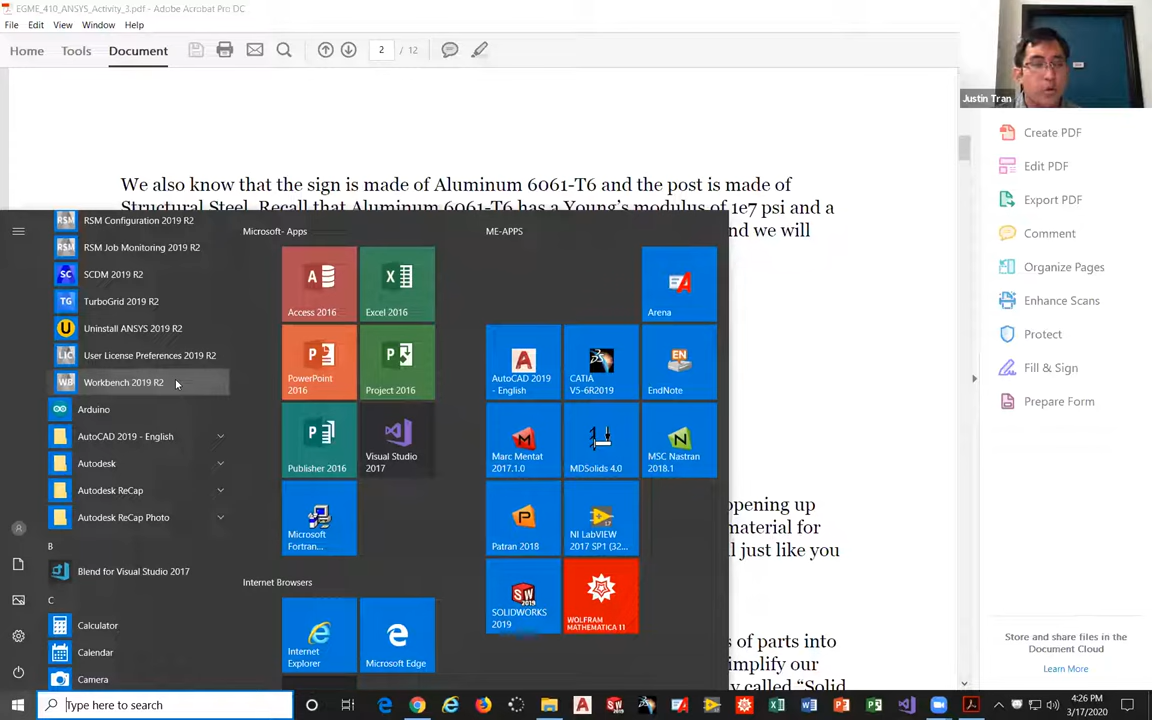 EGME_410_ANSYS_Activity_3.pdf - Adobe Acrobat Pro DC
File Edit View Window Help
Home Tools Document 2 / 12
Justin Tran
Create PDF
Edit PDF
Export PDF
Comment
Organize Pages
Enhance Scans
Protect
Fill & Sign
Prepare Form
Store and share files in the
Document Cloud
Learn More
We also know that the sign is made of Aluminum 6061-T6 and the post is made of
Structural Steel. Recall that Aluminum 6061-T6 has a Young's modulus of 1e7 psi and a
nd we will
opening up
material for
l just like you
s of parts into
implify our
y called "Solid
RSM Configuration 2019 R2
RSM RSM Job Monitoring 2019 R2
SC SCDM 2019 R2
TG TurboGrid 2019 R2
Uninstall ANSYS 2019 R2
LIC User License Preferences 2019 R2
WB Workbench 2019 R2
Arduino
AutoCAD 2019 - English
Autodesk
Autodesk ReCap
Autodesk ReCap Photo
B
Blend for Visual Studio 2017
C
Calculator
Calendar
Camera
Microsoft- Apps
Access 2016
Excel 2016
PowerPoint
2016
Project 2016
Publisher 2016
Visual Studio
2017
Microsoft
Fortran...
Internet Browsers
Internet
Explorer
Microsoft Edge
ME-APPS
Arena
AutoCAD 2019
- English
CATIA
V5-6R2019
EN
EndNote
Marc Mentat
2017.1.0
MDSolids 4.0
MSC Nastran
2018.1
Patran 2018
NI LabVIEW
2017 SP1 (32...
SOLIDWORKS
2019
WOLFRAM
MATHEMATICA 11
Type here to search
4:26 PM
3/17/2020